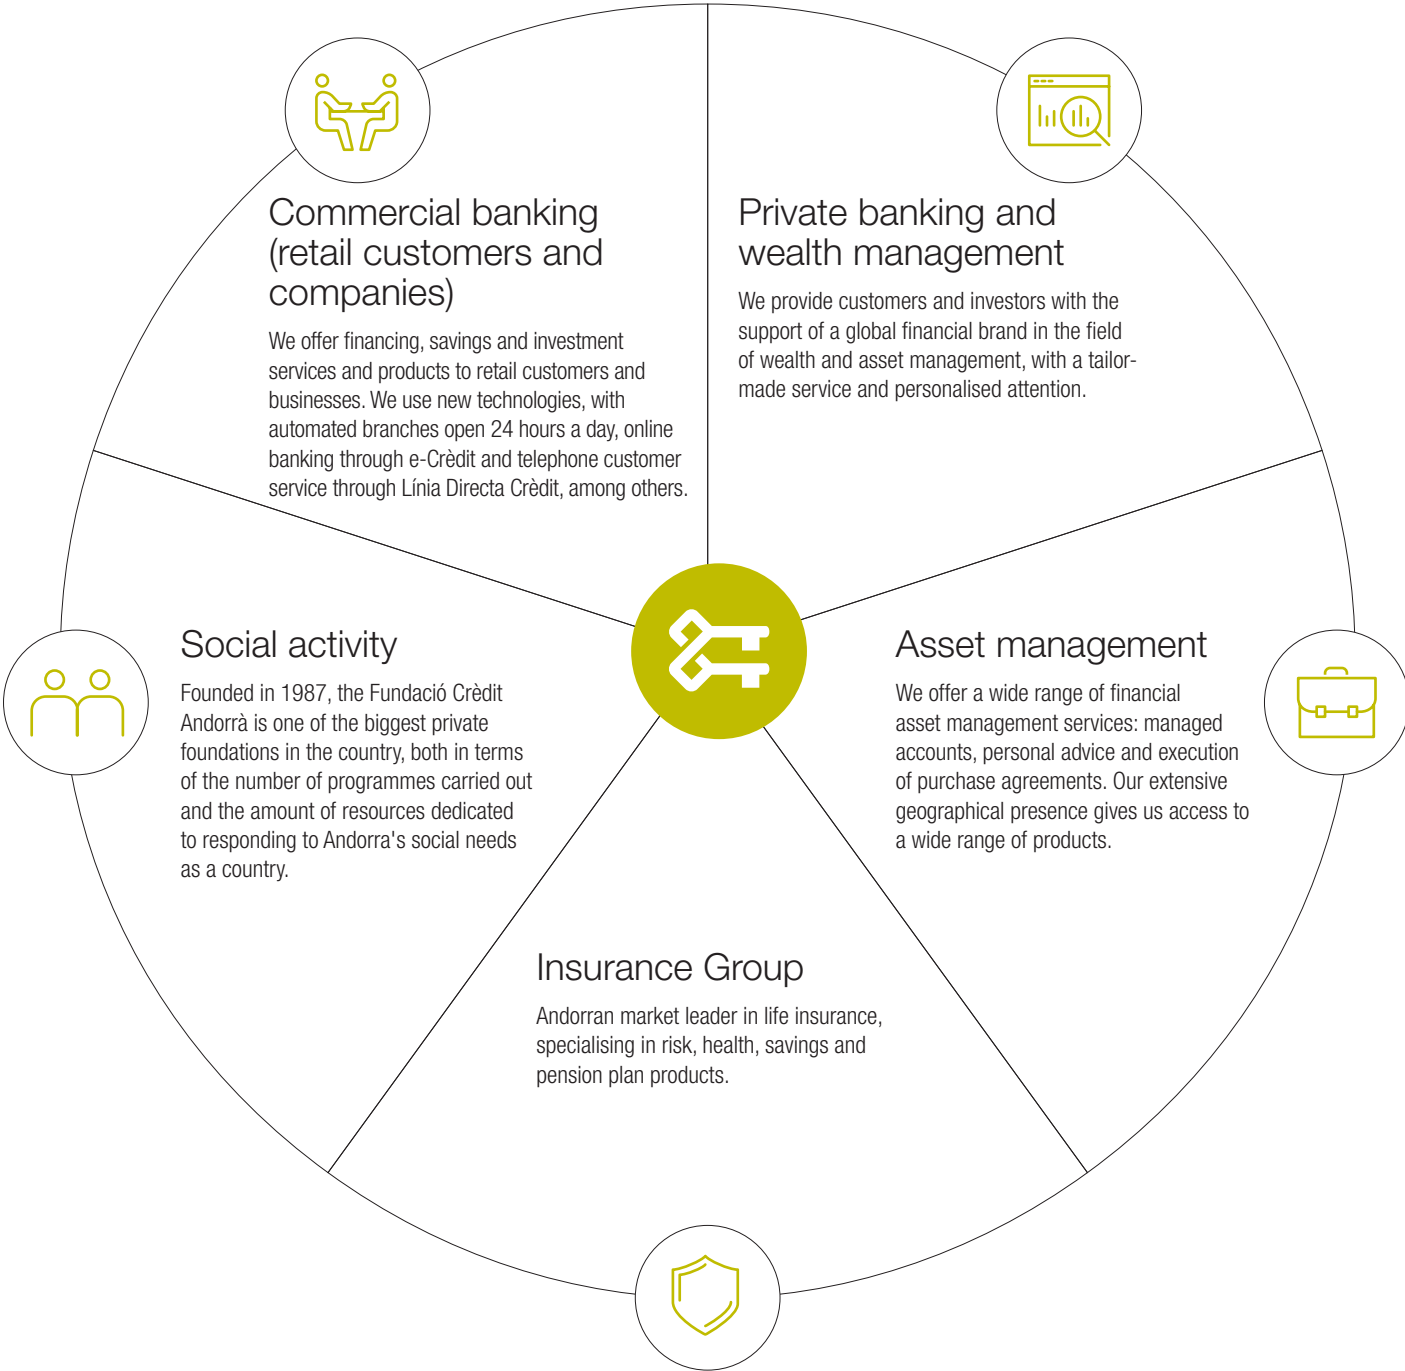 Commercial banking
(retail customers and
companies)
We offer financing, savings and investment
services and products to retail customers and
businesses. We use new technologies, with
automated branches open 24 hours a day, online
banking through e-Crèdit and telephone customer
service through Línia Directa Crèdit, among others.
Private banking and
wealth management
We provide customers and investors with the
support of a global financial brand in the field
of wealth and asset management, with a tailor-
made service and personalised attention.
Social activity
Founded in 1987, the Fundació Crèdit
Andorrà is one of the biggest private
foundations in the country, both in terms
of the number of programmes carried out
and the amount of resources dedicated
to responding to Andorra's social needs
as a country.
Asset management
We offer a wide range of financial
asset management services: managed
accounts, personal advice and execution
of purchase agreements. Our extensive
geographical presence gives us access to
a wide range of products.
Insurance Group
Andorran market leader in life insurance,
specialising in risk, health, savings and
pension plan products.